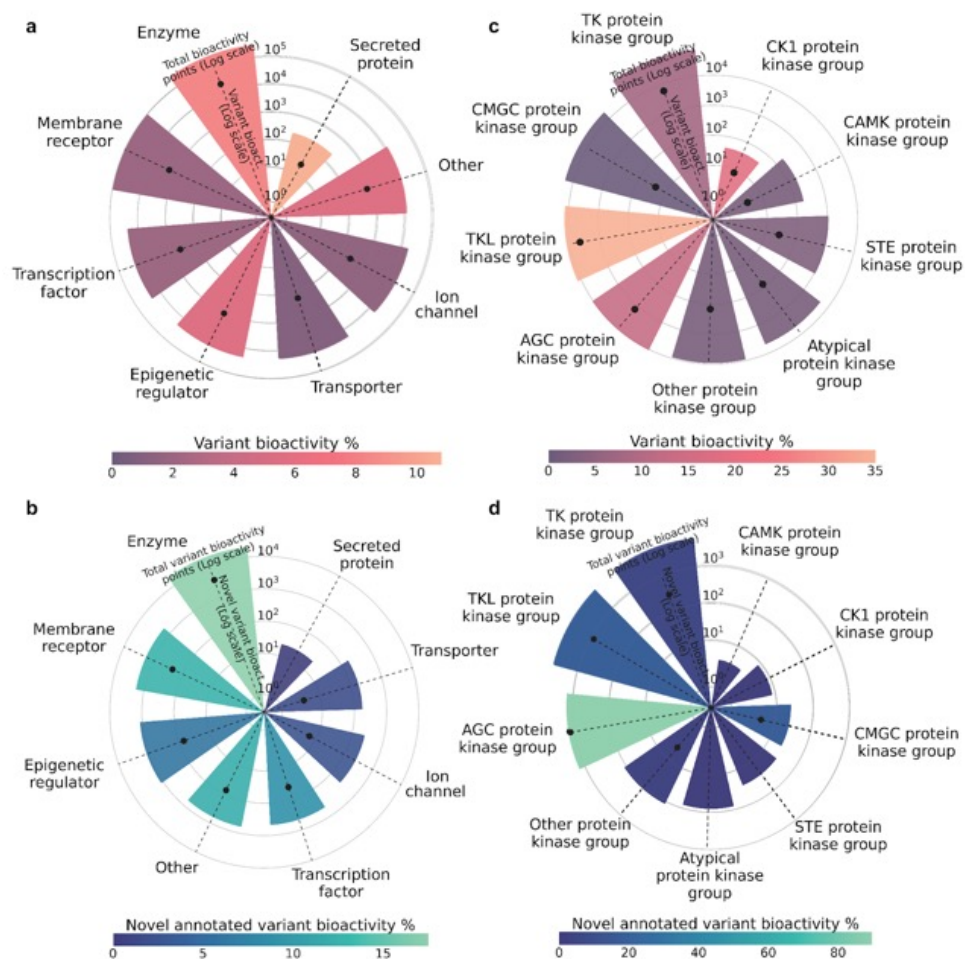 a
Enzyme
Total bioactivity
points (Log scale)
Variant bioact.
(Log scale)
10⁵
10⁴
10³
10²
10¹
10⁰
Secreted
protein
Other
Ion
channel
Transporter
Epigenetic
regulator
Transcription
factor
Membrane
receptor
Variant bioactivity %
0 2 4 6 8 10
c
TK protein
kinase group
Total bioactivity
points (Log scale)
Variant bioact.
(Log scale)
10⁴
10³
10²
10¹
10⁰
CK1 protein
kinase group
CAMK protein
kinase group
STE protein
kinase group
Atypical
protein kinase
group
Other protein
kinase group
AGC protein
kinase group
TKL protein
kinase group
CMGC protein
kinase group
Variant bioactivity %
0 5 10 15 20 25 30 35
b
Enzyme
Total variant bioactivity
points (Log scale)
Novel variant bioact.
(Log scale)
10⁴
10³
10²
10¹
10⁰
Secreted
protein
Transporter
Ion
channel
Transcription
factor
Other
Epigenetic
regulator
Membrane
receptor
Novel annotated variant bioactivity %
0 5 10 15
d
TK protein
kinase group
Total variant bioactivity
points (Log scale)
Novel variant bioact.
(Log scale)
10³
10²
10¹
10⁰
CAMK protein
kinase group
CK1 protein
kinase group
CMGC protein
kinase group
STE protein
kinase group
Atypical
protein kinase
group
Other protein
kinase group
AGC protein
kinase group
TKL protein
kinase group
Novel annotated variant bioactivity %
0 20 40 60 80